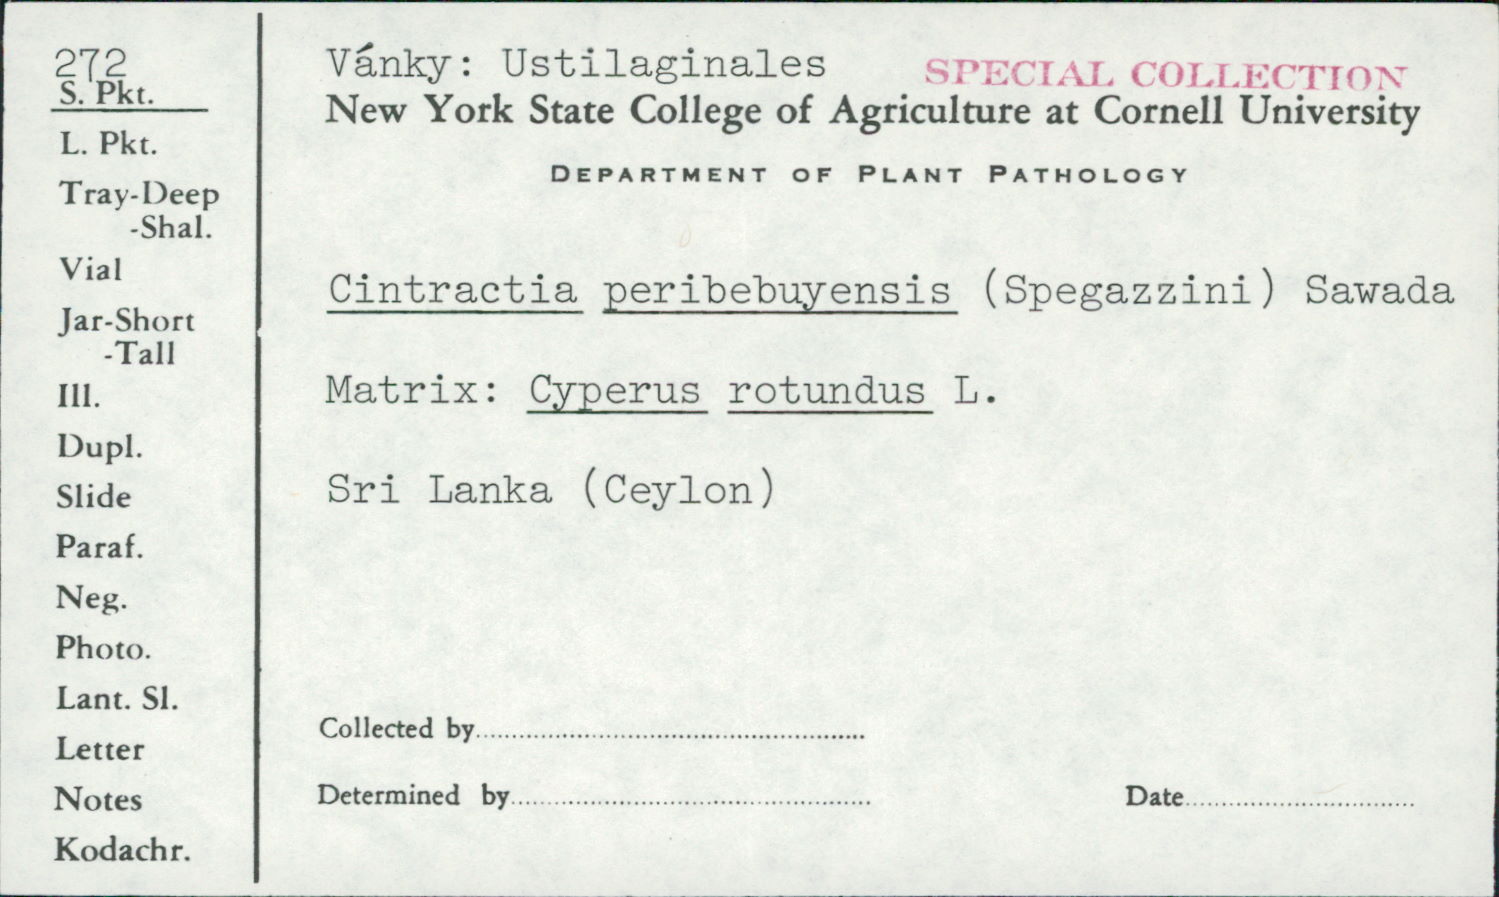 272
S. Pkt.
L. Pkt.
Tray-Deep
-Shal.
Vial
Jar-Short
-Tall
Ill.
Dupl.
Slide
Paraf.
Neg.
Photo.
Lant. Sl.
Letter
Notes
Kodachr.
Vánky: Ustilaginales
SPECIAL COLLECTION
New York State College of Agriculture at Cornell University
DEPARTMENT OF PLANT PATHOLOGY
Cintractia peribebuyensis (Spegazzini) Sawada
Matrix: Cyperus rotundus L.
Sri Lanka (Ceylon)
Collected by
Determined by
Date